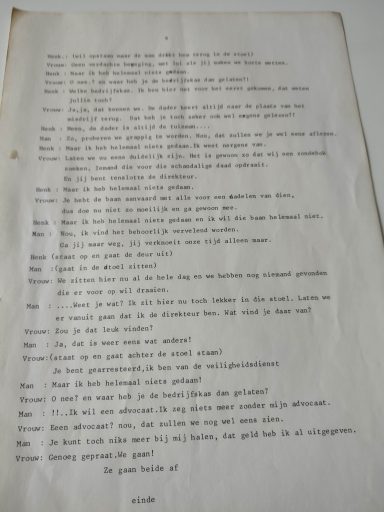 Henk : (wil opstaan maar de man drukt hem terug in de stoel)
Vrouw: Geen verdachte beweging, met lui als jij maken we korte metten.
Henk : Maar ik heb helemaal niets gedaan.
Vrouw: O nee? en waar heb je de bedrijfskas dan gelaten!!
Henk : Welke bedrijfskas. Ik ben hier net voor het eerst gekomen, dat weten
jullie toch?
Vrouw: Ja,ja, dat kennen we. De dader keert altijd naar de plaats van het
misdrijf terug. Dat heb je toch zeker ook wel ergens gelezen!!
Henk : Neen, de dader is altijd de tuinman....
Man : Zo, proberen we grappig te worden. Nou, dat zullen we je wel eens afleren.
Henk : Maar ik heb helemaal niets gedaan.Ik weet nergens van.
Vrouw: Laten we nu eens duidelijk zijn. Het is gewoon zo dat wij een zondebok
zoeken, iemand die voor die schandalige daad opdraait.
En jij bent tenslotte de direkteur.
Henk : Maar ik heb helemaal niets gedaan.
Vrouw: Je hebt de baan aanvaard met alle voor een nadelen van dien,
dus doe nu niet zo moeilijk en ga gewoon mee.
Henk : Maar ik heb helemaal niets gedaan en ik wil die baan helemaal niet.
Man : Nou, ik vind het behoorlijk vervelend worden.
Ga jij maar weg, jij verknoeit onze tijd alleen maar.
Henk (staat op en gaat de deur uit)
Man :(gaat in de stoel zitten)
Vrouw: We zitten hier nu al de hele dag en we hebben nog niemand gevonden
die er voor op wil draaien.
Man : ....Weet je wat? Ik zit hier nu toch lekker in die stoel. Laten we
er vanuit gaan dat ik de direkteur ben. Wat vind je daar van?
Vrouw: Zou je dat leuk vinden?
Man : Ja, dat is weer eens wat anders!
Vrouw:(staat op en gaat achter de stoel staan)
Je bent gearresteerd,ik ben van de veiligheidsdienst
Man : Maar ik heb helemaal niets gedaan!
Vrouw: O nee? en waar heb je de bedrijfskas dan gelaten?
Man : !!..Ik wil een advocaat.Ik zeg niets meer zonder mijn advocaat.
Vrouw: Eeen advocaat? nou, dat zullen we nog wel eens zien.
Man : Je kunt toch niks meer bij mij halen, dat geld heb ik al uitgegeven.
Vrouw: Genoeg gepraat.We gaan!
Ze gaan beide af
einde